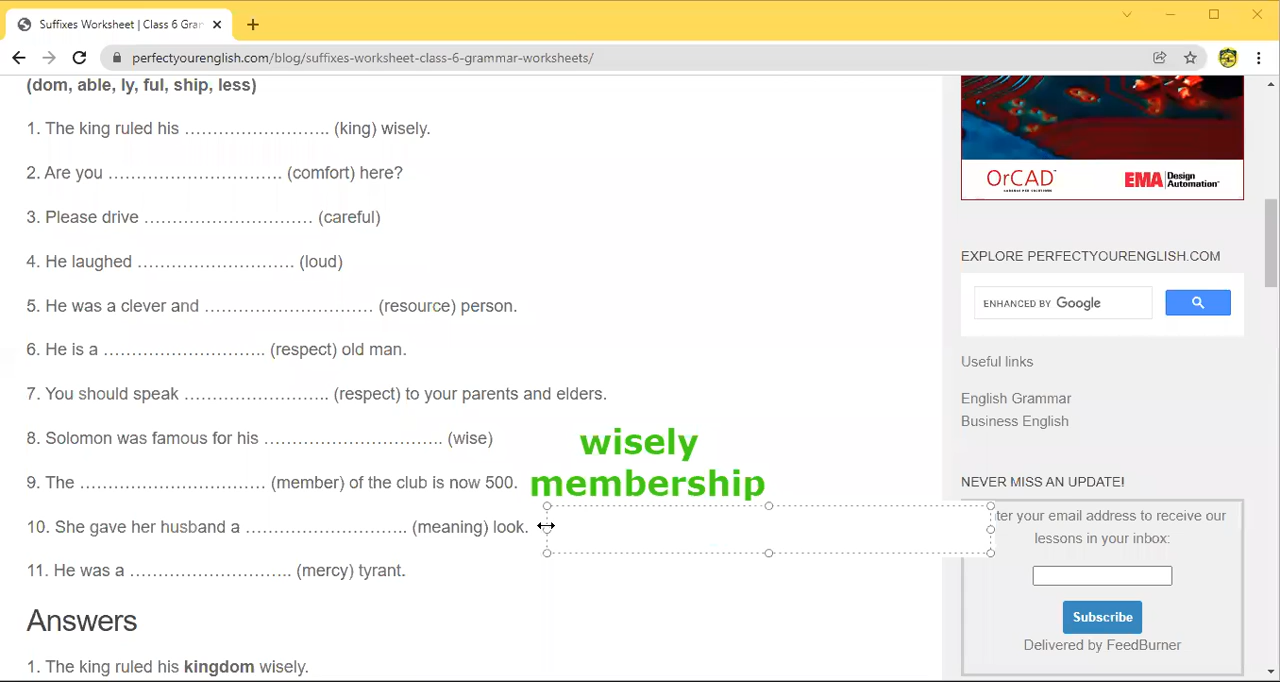 Suffixes Worksheet | Class 6 Gra
perfectyourenglish.com/blog/suffixes-worksheet-class-6-grammar-worksheets/
(dom, able, ly, ful, ship, less)
1. The king ruled his …………………….. (king) wisely.
2. Are you …………………………. (comfort) here?
3. Please drive ………………………… (careful)
4. He laughed ………………………. (loud)
5. He was a clever and ………………………… (resource) person.
6. He is a ……………………….. (respect) old man.
7. You should speak …………………….. (respect) to your parents and elders.
8. Solomon was famous for his …………………………. (wise)
wisely
9. The …………………………… (member) of the club is now 500.
membership
10. She gave her husband a ……………………….. (meaning) look.
11. He was a ……………………….. (mercy) tyrant.
Answers
1. The king ruled his kingdom wisely.
OrCAD
EMA Design Automation
EXPLORE PERFECTYOURENGLISH.COM
ENHANCED BY Google
Useful links
English Grammar
Business English
NEVER MISS AN UPDATE!
ter your email address to receive our
lessons in your inbox:
Subscribe
Delivered by FeedBurner